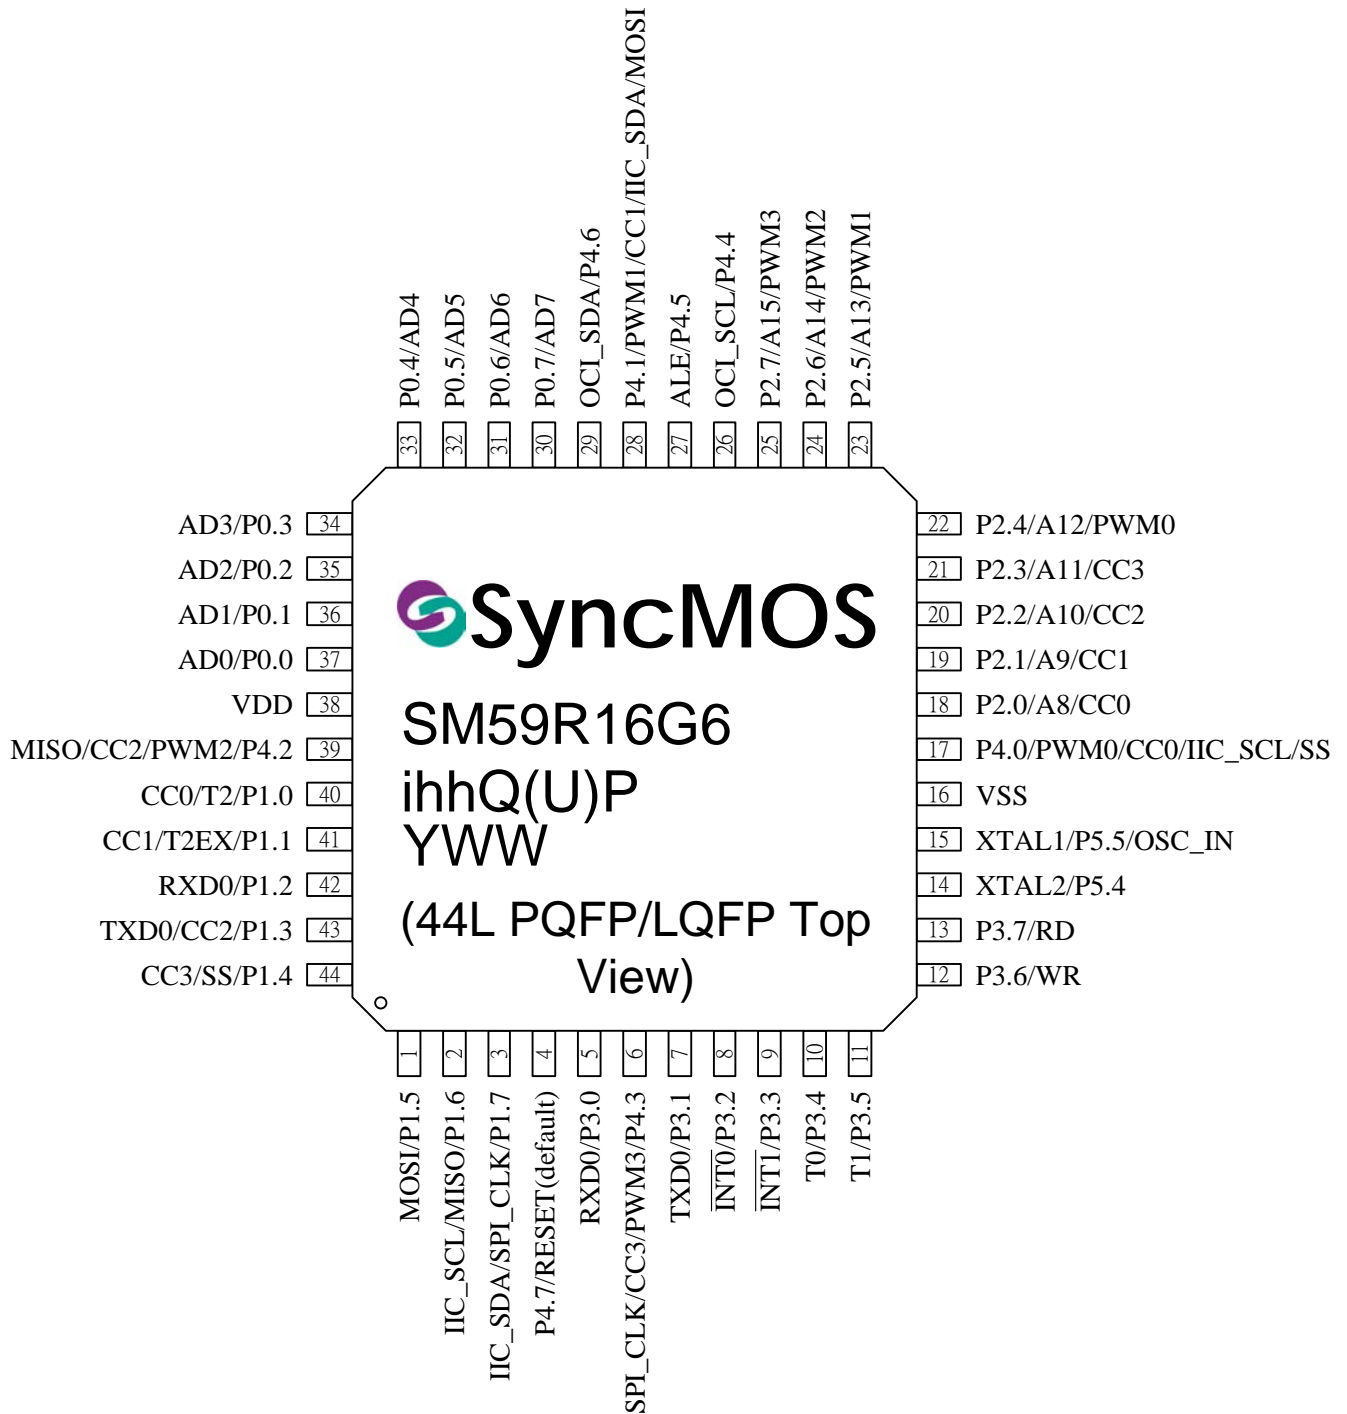 P0.4/AD4
P0.5/AD5
P0.6/AD6
P0.7/AD7
OCI_SDA/P4.6
P4.1/PWM1/CC1/IIC_SDA/MOSI
ALE/P4.5
OCI_SCL/P4.4
P2.7/A15/PWM3
P2.6/A14/PWM2
P2.5/A13/PWM1
33
32
31
30
29
28
27
26
25
24
23
AD3/P0.3 34
AD2/P0.2 35
AD1/P0.1 36
AD0/P0.0 37
VDD 38
MISO/CC2/PWM2/P4.2 39
CC0/T2/P1.0 40
CC1/T2EX/P1.1 41
RXD0/P1.2 42
TXD0/CC2/P1.3 43
CC3/SS/P1.4 44
SyncMOS
SM59R16G6
ihhQ(U)P
YWW
(44L PQFP/LQFP Top
View)
22 P2.4/A12/PWM0
21 P2.3/A11/CC3
20 P2.2/A10/CC2
19 P2.1/A9/CC1
18 P2.0/A8/CC0
17 P4.0/PWM0/CC0/IIC_SCL/SS
16 VSS
15 XTAL1/P5.5/OSC_IN
14 XTAL2/P5.4
13 P3.7/RD
12 P3.6/WR
1
2
3
4
5
6
7
8
9
10
11
MOSI/P1.5
IIC_SCL/MISO/P1.6
IIC_SDA/SPI_CLK/P1.7
P4.7/RESET(default)
RXD0/P3.0
SPI_CLK/CC3/PWM3/P4.3
TXD0/P3.1
INT0/P3.2
INT1/P3.3
T0/P3.4
T1/P3.5